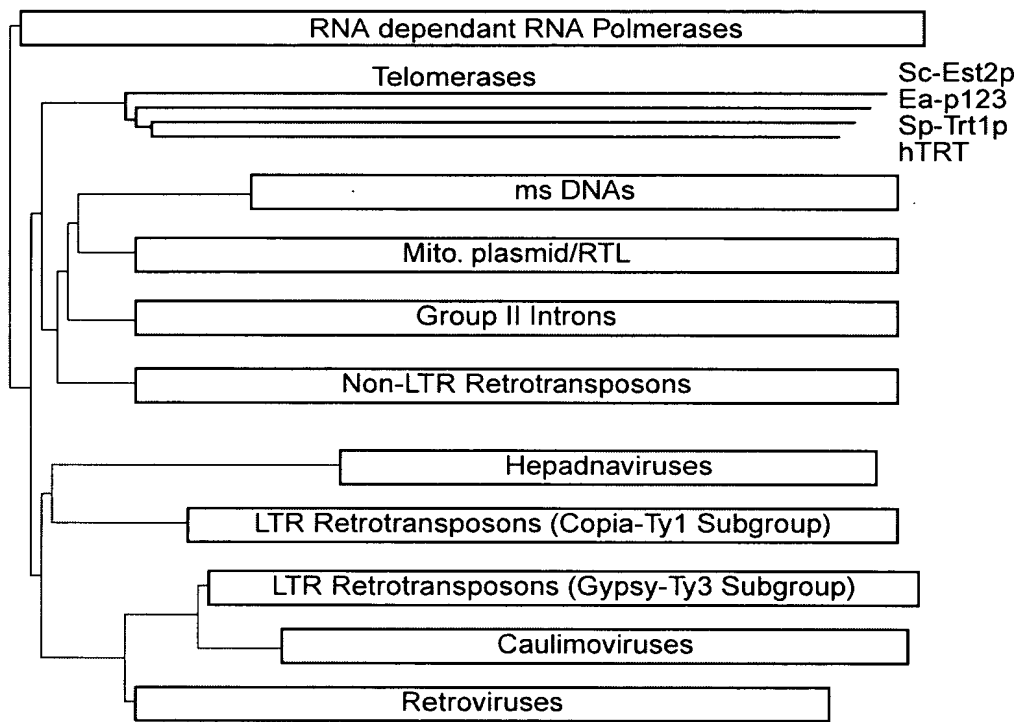 RNA dependant RNA Polmerases
Telomerases
Sc-Est2p
Ea-p123
Sp-Trt1p
hTRT
ms DNAs
Mito. plasmid/RTL
Group II Introns
Non-LTR Retrotransposons
Hepadnaviruses
LTR Retrotransposons (Copia-Ty1 Subgroup)
LTR Retrotransposons (Gypsy-Ty3 Subgroup)
Caulimoviruses
Retroviruses